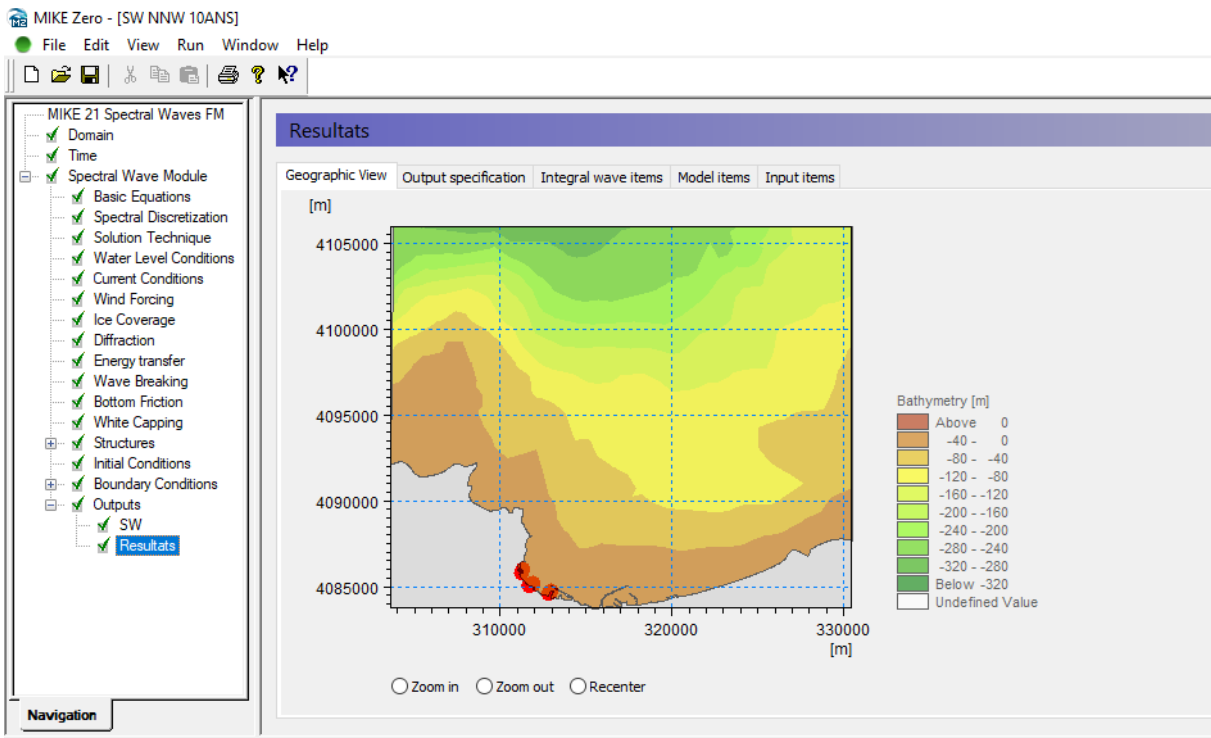 MIKE Zero - [SW NNW 10ANS]
File Edit View Run Window Help
MIKE 21 Spectral Waves FM
Domain
Time
Spectral Wave Module
Basic Equations
Spectral Discretization
Solution Technique
Water Level Conditions
Current Conditions
Wind Forcing
Ice Coverage
Diffraction
Energy transfer
Wave Breaking
Bottom Friction
White Capping
Structures
Initial Conditions
Boundary Conditions
Outputs
SW
Resultats
Navigation
Resultats
Geographic View Output specification Integral wave items Model items Input items
[m]
4105000
4100000
4095000
4090000
4085000
310000 320000 330000
[m]
Bathymetry [m]
Above 0
-40 - 0
-80 - -40
-120 - -80
-160 - -120
-200 - -160
-240 - -200
-280 - -240
-320 - -280
Below -320
Undefined Value
Zoom in Zoom out Recenter